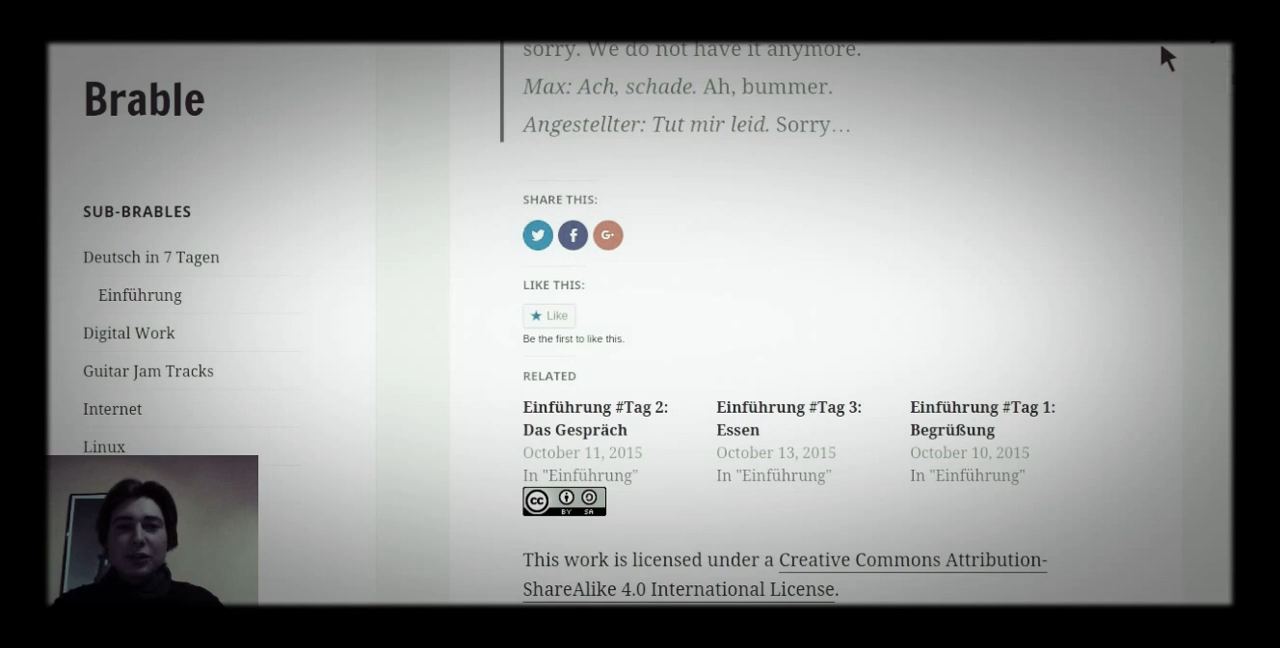 Brable
SUB-BRABLES
Deutsch in 7 Tagen
Einführung
Digital Work
Guitar Jam Tracks
Internet
Linux
sorry. We do not have it anymore.
Max: Ach, schade. Ah, bummer.
Angestellter: Tut mir leid. Sorry…
SHARE THIS:
f
G+
LIKE THIS:
Like
Be the first to like this.
RELATED
Einführung #Tag 2:
Das Gespräch
October 11, 2015
In "Einführung"
Einführung #Tag 3:
Essen
October 13, 2015
In "Einführung"
Einführung #Tag 1:
Begrüßung
October 10, 2015
In "Einführung"
cc
BY SA
This work is licensed under a Creative Commons Attribution-
ShareAlike 4.0 International License.